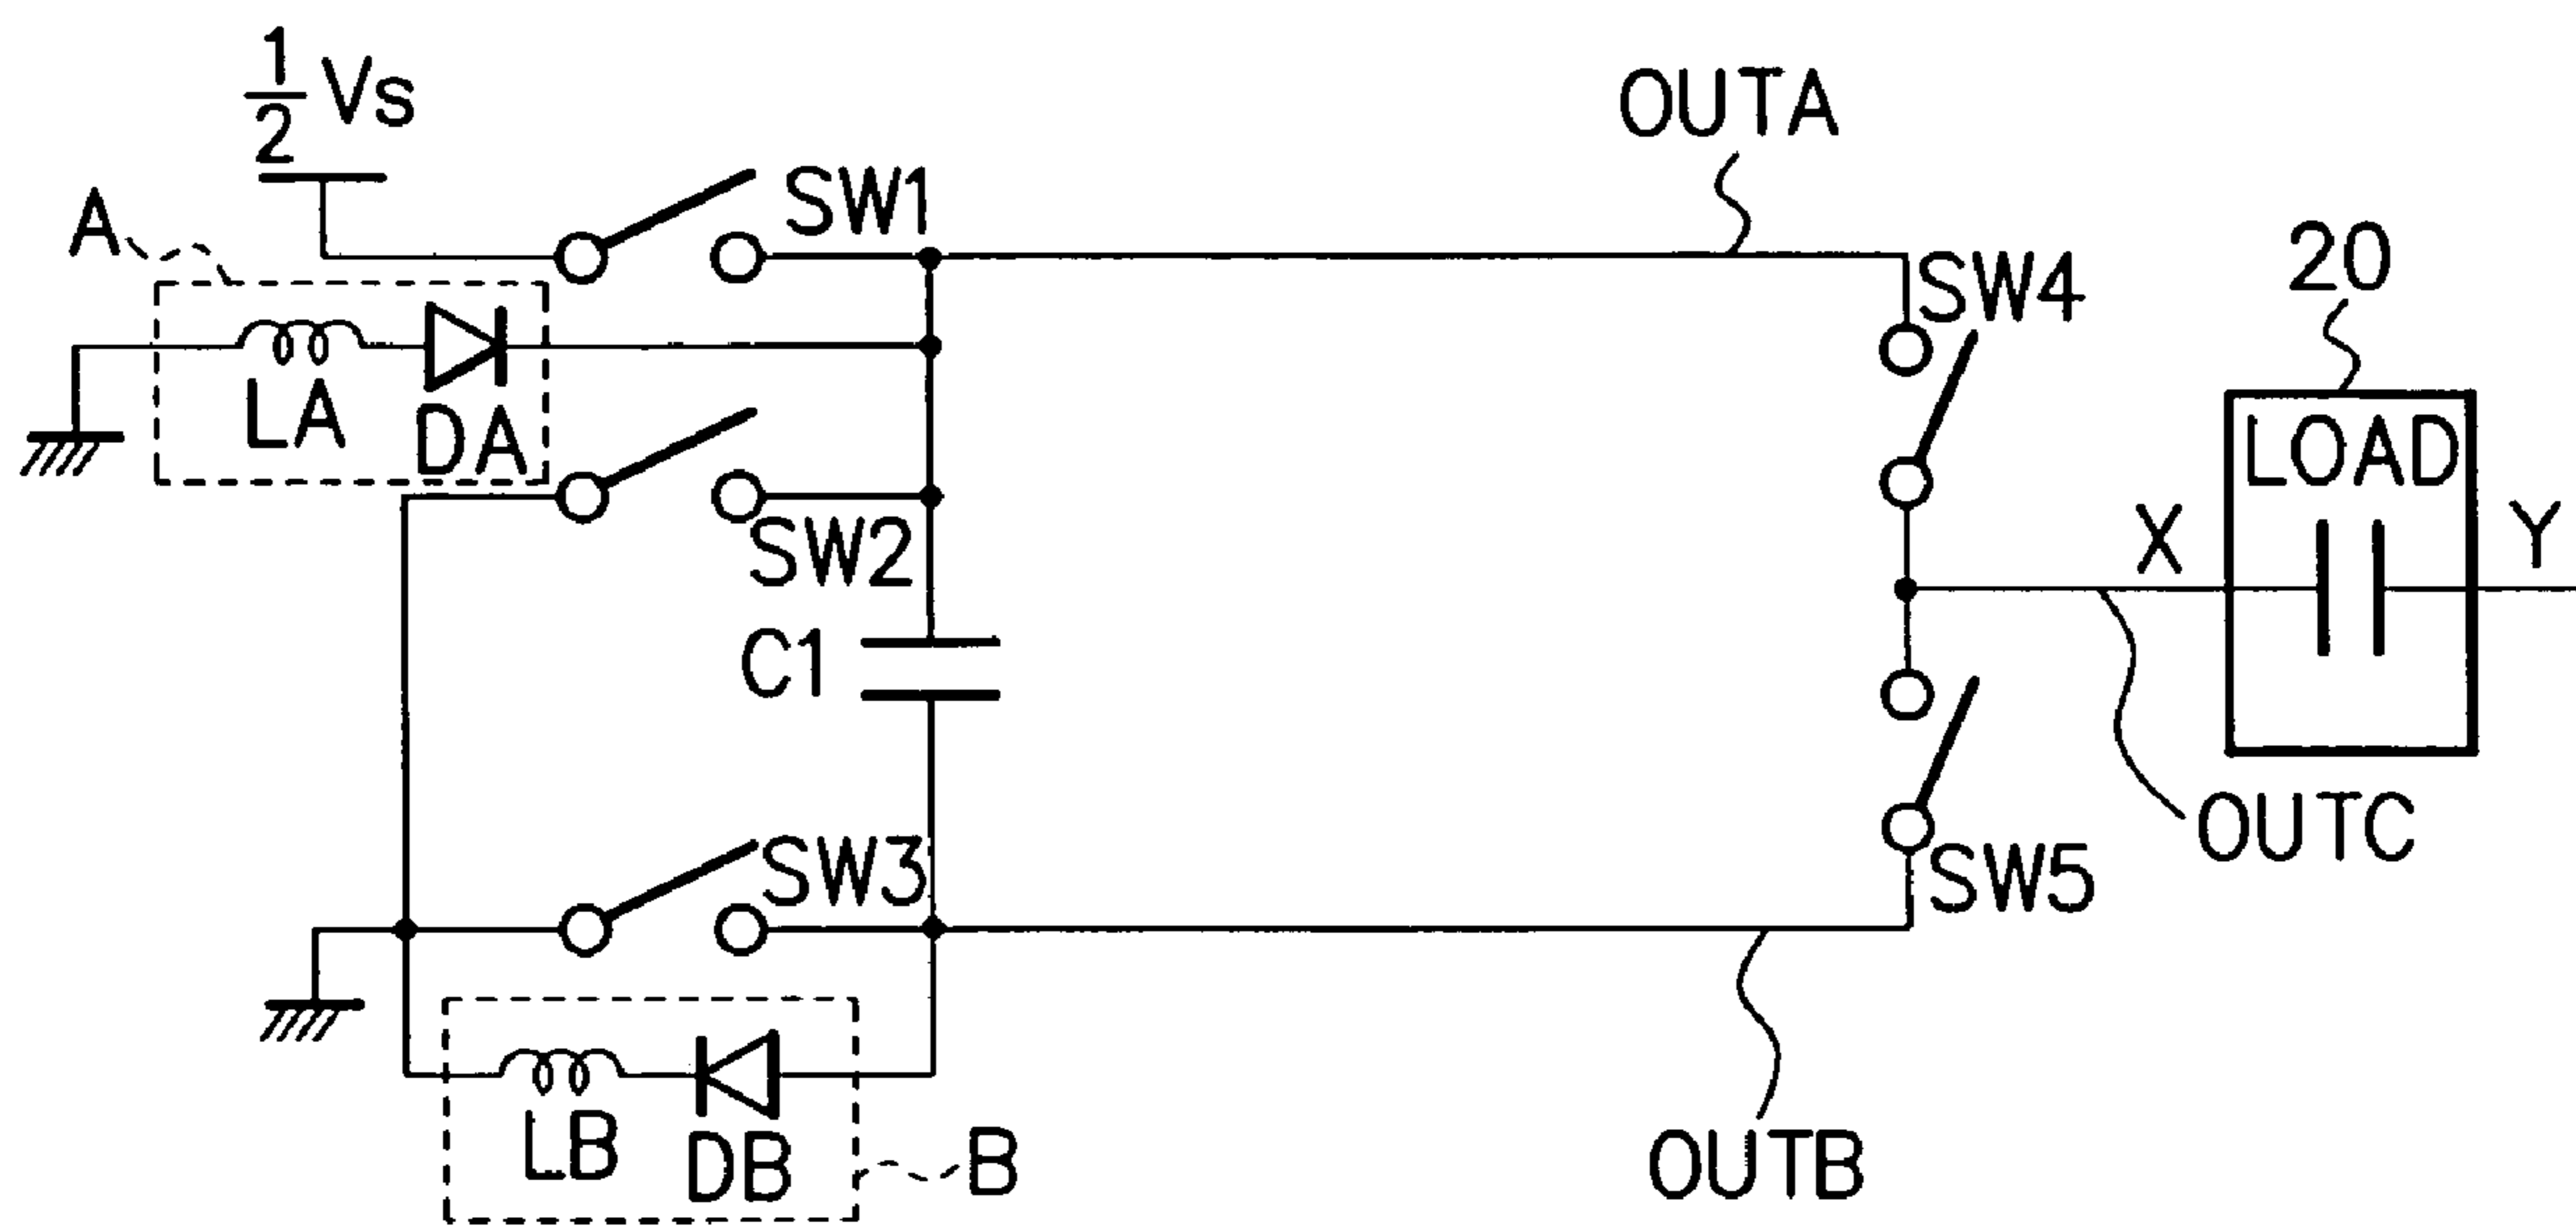 1/2 Vs
OUTA
A
SW1
SW4
20
LA
DA
LOAD
SW2
X
Y
C1
SW3
OUTC
SW5
LB
DB
B
OUTB